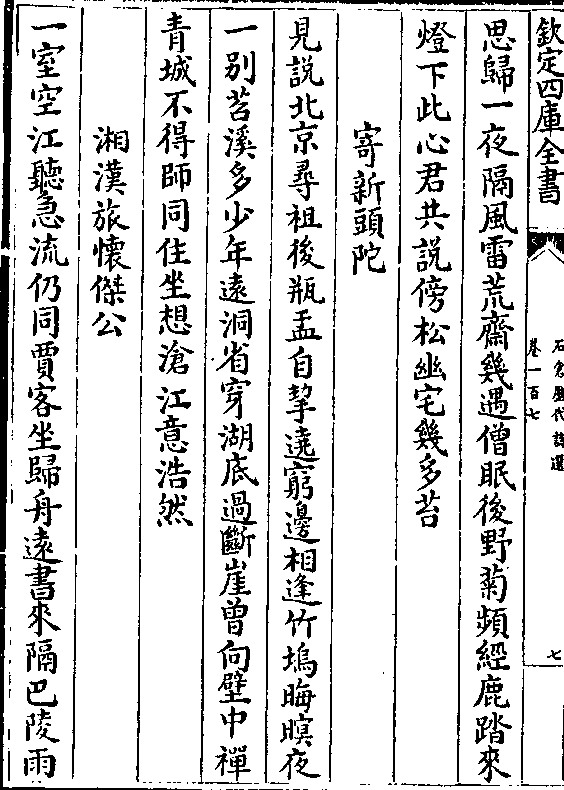 欽定四庫全書
石倉歷代詩選
卷一百七
七
思歸一夜隔風雷荒齋幾遇僧眠後野菊頻經鹿踏來
燈下此心君共說傍松幽宅幾多苔
寄新頭陀
見說北京尋祖後瓶盂自挈遶窮邊相逢竹塢晦暝夜
一别苕溪多少年遠洞省穿湖底過斷崖曾向壁中禪
青城不得師同住坐想滄江意浩然
湘漢旅懷傑公
一室空江聽急流仍同賈客坐歸舟遠書來隔巴陵雨